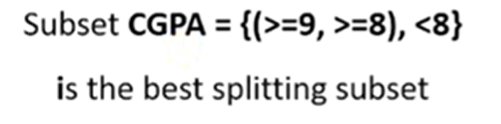 Subset CGPA = {(>=9, >=8), <8}
is the best splitting subset